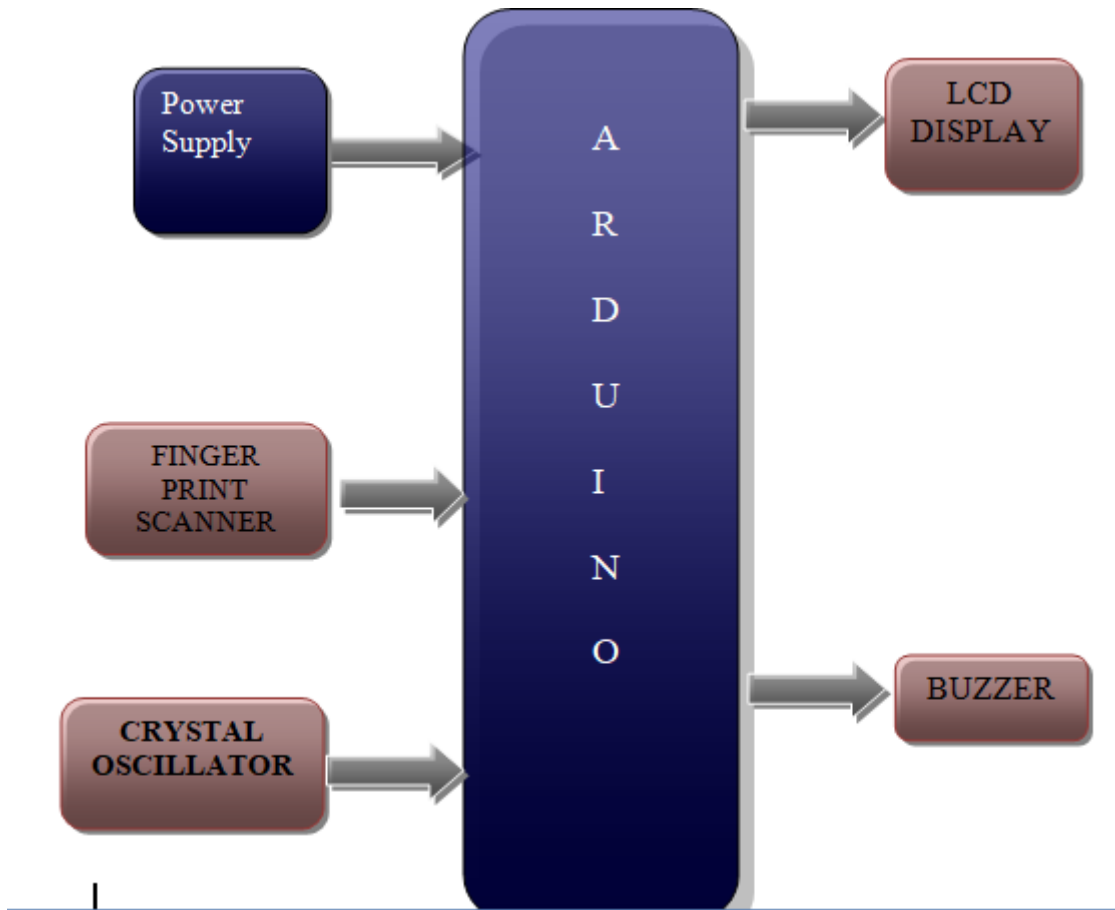 Power
Supply
A
R
D
U
I
N
O
LCD
DISPLAY
FINGER
PRINT
SCANNER
CRYSTAL
OSCILLATOR
BUZZER